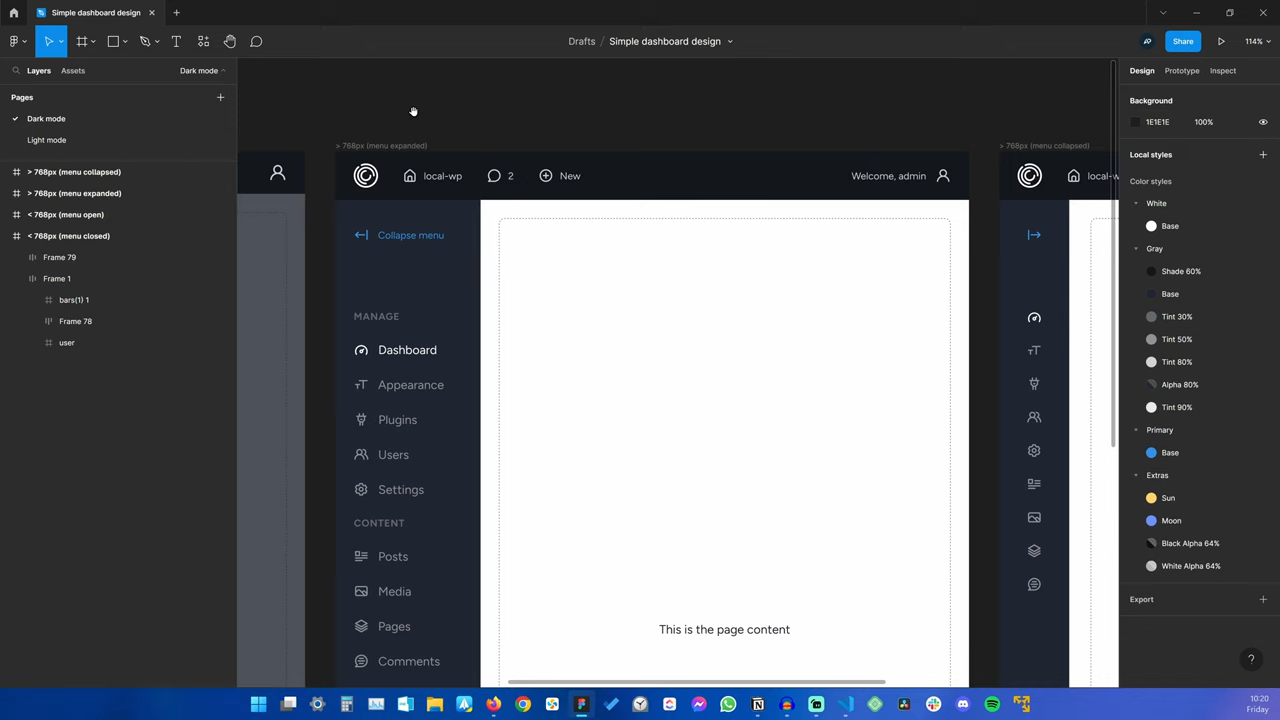 Simple dashboard design
Drafts / Simple dashboard design
Share
114%
Layers
Assets
Dark mode
Pages
Dark mode
Light mode
> 768px (menu collapsed)
> 768px (menu expanded)
< 768px (menu open)
< 768px (menu closed)
Frame 79
Frame 1
bars(1) 1
Frame 78
user
> 768px (menu expanded)
local-wp
2
New
Welcome, admin
Collapse menu
MANAGE
Dashboard
Appearance
Plugins
Users
Settings
CONTENT
Posts
Media
Pages
Comments
This is the page content
> 768px (menu collapsed)
local-w
Design
Prototype
Inspect
Background
1E1E1E
100%
Local styles
Color styles
White
Base
Gray
Shade 60%
Base
Tint 30%
Tint 50%
Tint 80%
Alpha 80%
Tint 90%
Primary
Base
Extras
Sun
Moon
Black Alpha 64%
White Alpha 64%
Export
?
10:20
Friday